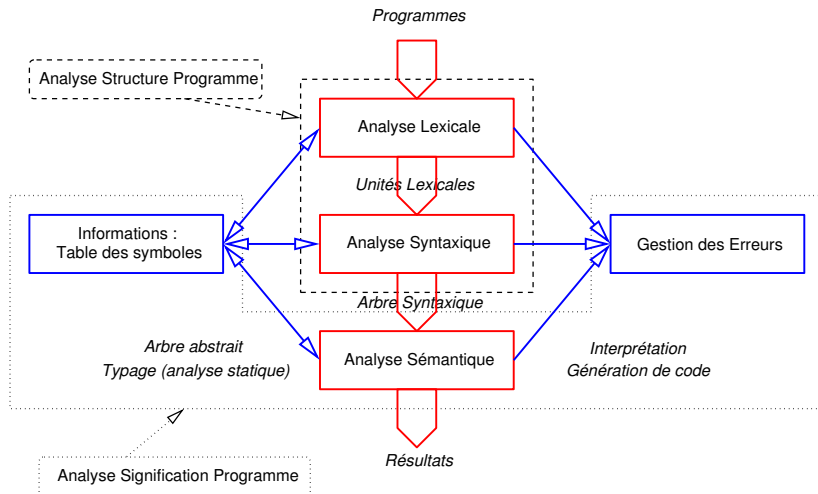 Programmes
Analyse Structure Programme
Analyse Lexicale
Unités Lexicales
Informations :
Table des symboles
Analyse Syntaxique
Gestion des Erreurs
Arbre Syntaxique
Arbre abstrait
Typage (analyse statique)
Analyse Sémantique
Interprétation
Génération de code
Résultats
Analyse Signification Programme